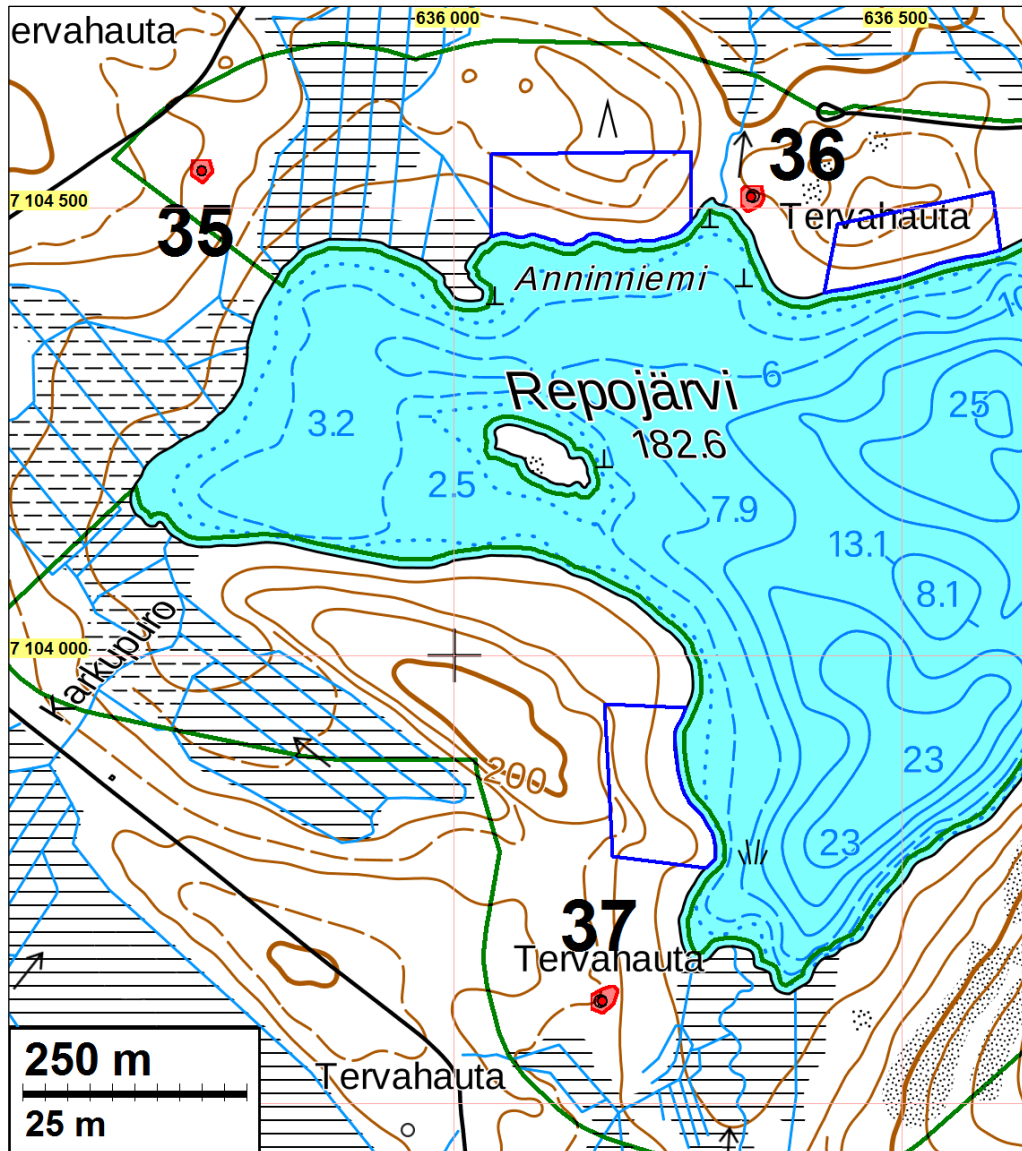 636 000
636 500
ervahauta
36
7 104 500
35
Tervahauta
Anninniemi
10
6
Repojärvi
25
3.2
182.6
2.5
7.9
13.1
8.1
Karkupuro
7 104 000
200
23
23
37
Tervahauta
250 m
25 m
Tervahauta